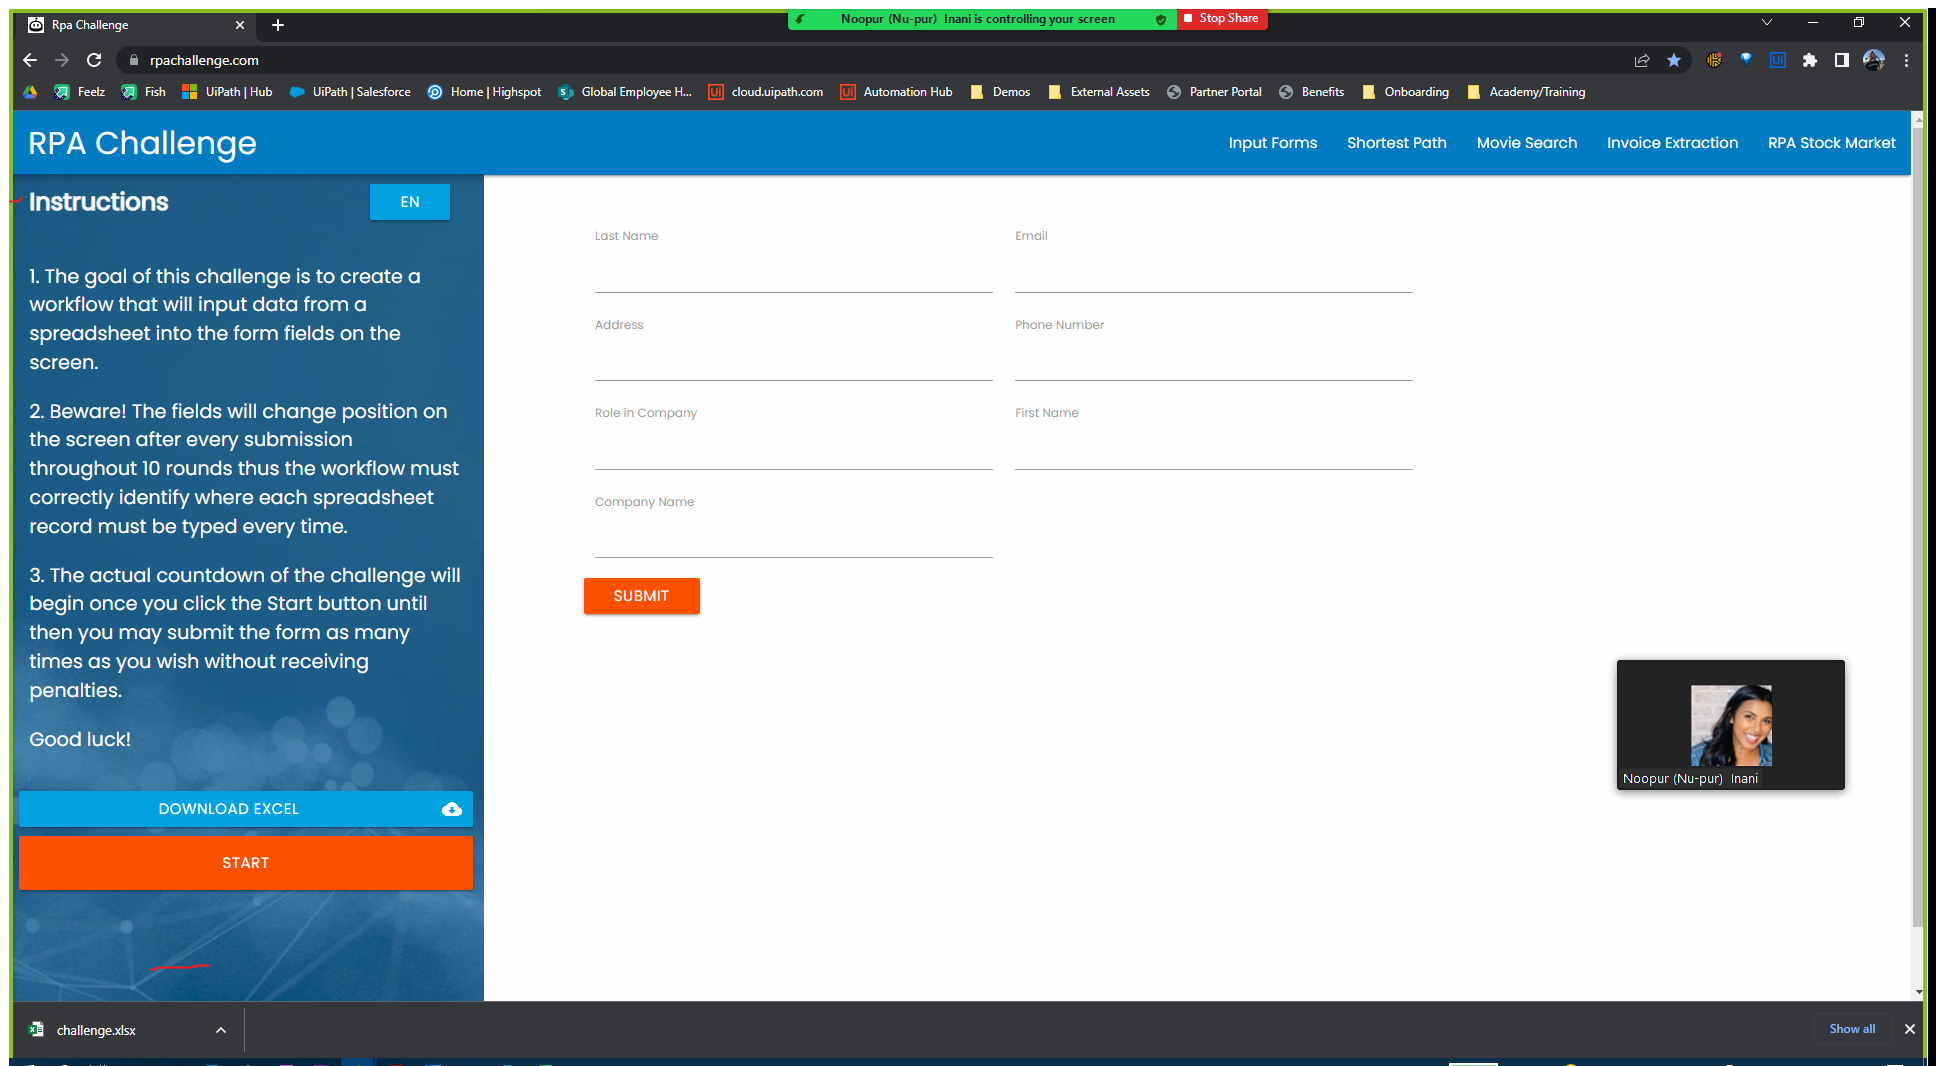 Rpa Challenge
Noopur (Nu-pur) Inani is controlling your screen
Stop Share
rpachallenge.com
Feelz
Fish
UiPath | Hub
UiPath | Salesforce
Home | Highspot
Global Employee H...
cloud.uipath.com
Automation Hub
Demos
External Assets
Partner Portal
Benefits
Onboarding
Academy/Training
RPA Challenge
Input Forms
Shortest Path
Movie Search
Invoice Extraction
RPA Stock Market
Instructions
EN
1. The goal of this challenge is to create a
workflow that will input data from a
spreadsheet into the form fields on the
screen.
2. Beware! The fields will change position on
the screen after every submission
throughout 10 rounds thus the workflow must
correctly identify where each spreadsheet
record must be typed every time.
3. The actual countdown of the challenge will
begin once you click the Start button until
then you may submit the form as many
times as you wish without receiving
penalties.
Good luck!
DOWNLOAD EXCEL
START
Last Name
Email
Address
Phone Number
Role in Company
First Name
Company Name
SUBMIT
Noopur (Nu-pur) Inani
challenge.xlsx
Show all